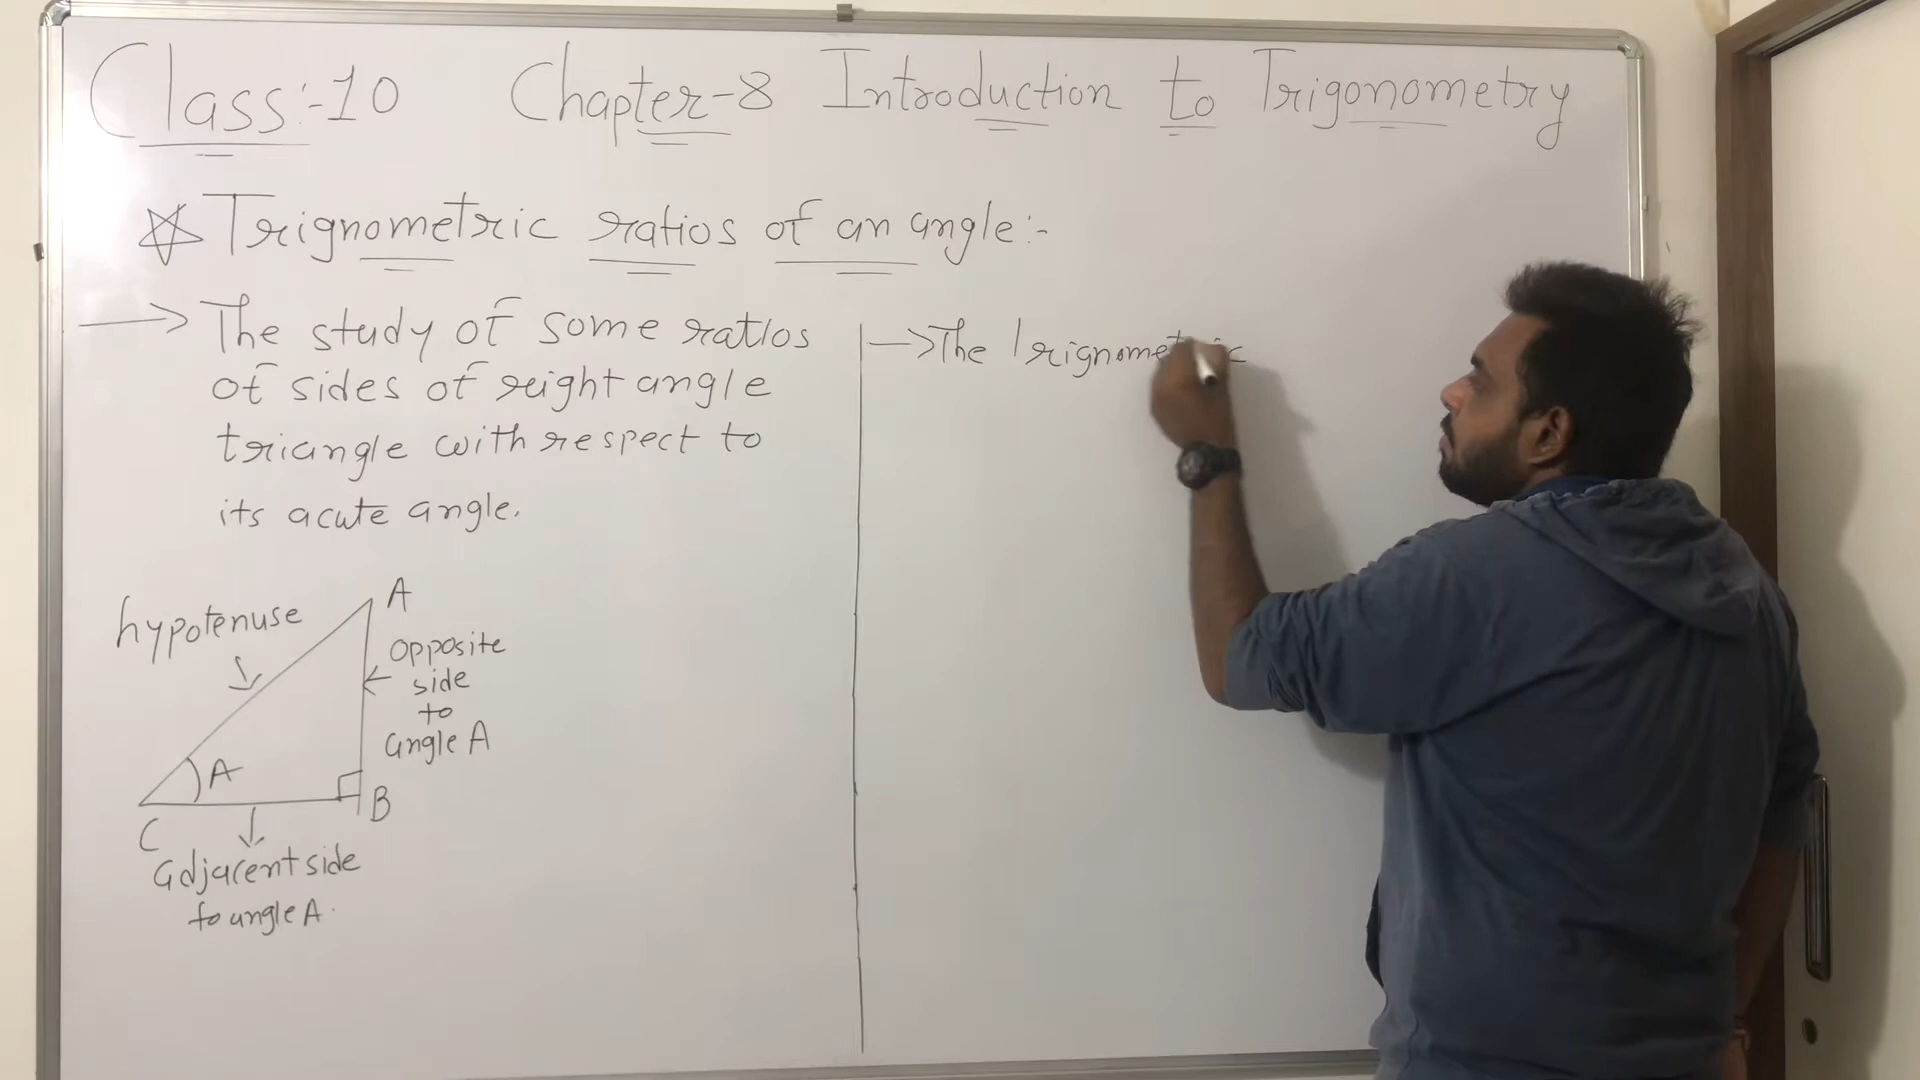 Class:-10 Chapter-8 Introduction to Trigonometry
Trignometric ratios of an angle:-
The study of some ratios
of sides of right angle
triangle with respect to
its acute angle.
hypotenuse
A
opposite
side
to
angle A
A
B
C
adjacent side
to angle A.
The Trignometric